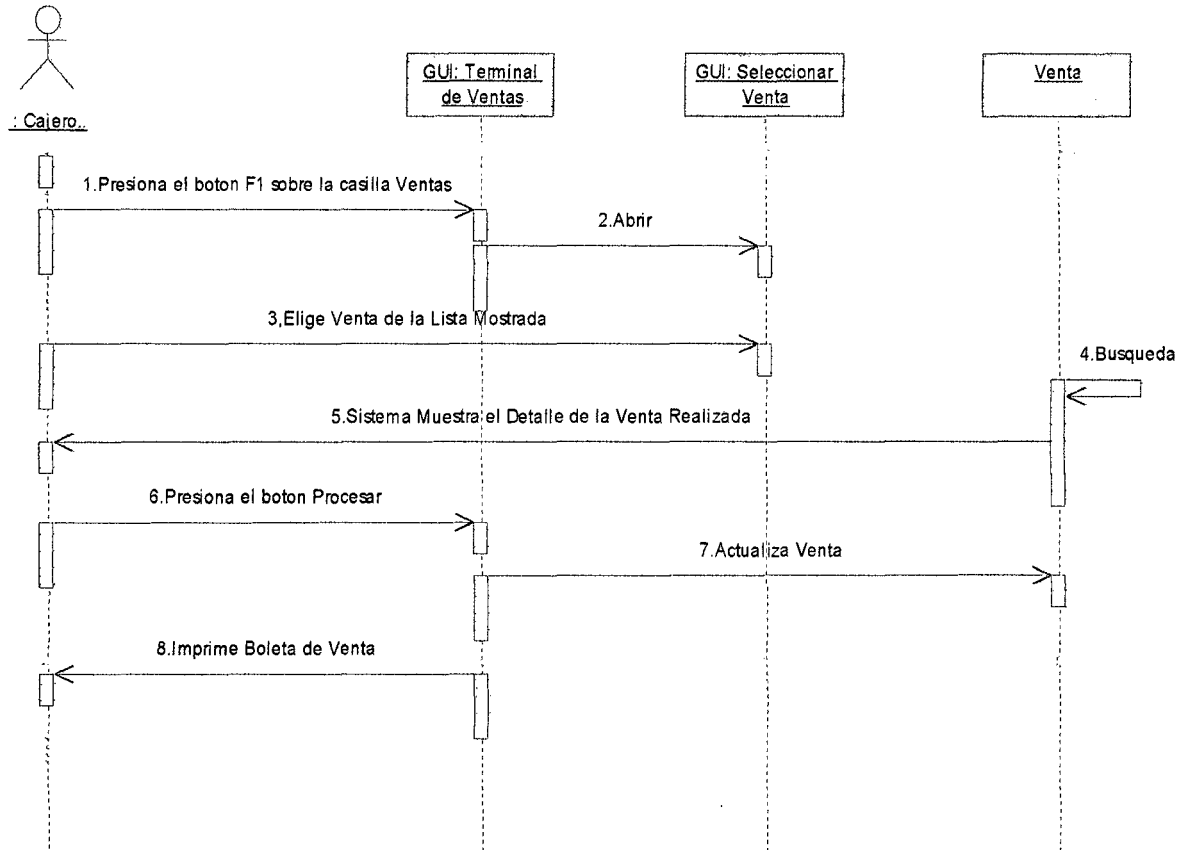 GUI: Terminal
de Ventas
GUI: Seleccionar
Venta
Venta
: Cajero..
1.Presiona el boton F1 sobre la casilla Ventas
2.Abrir
3,Elige Venta de la Lista Mostrada
4.Busqueda
5.Sistema Muestra el Detalle de la Venta Realizada
6.Presiona el boton Procesar
7.Actualiza Venta
8.Imprime Boleta de Venta